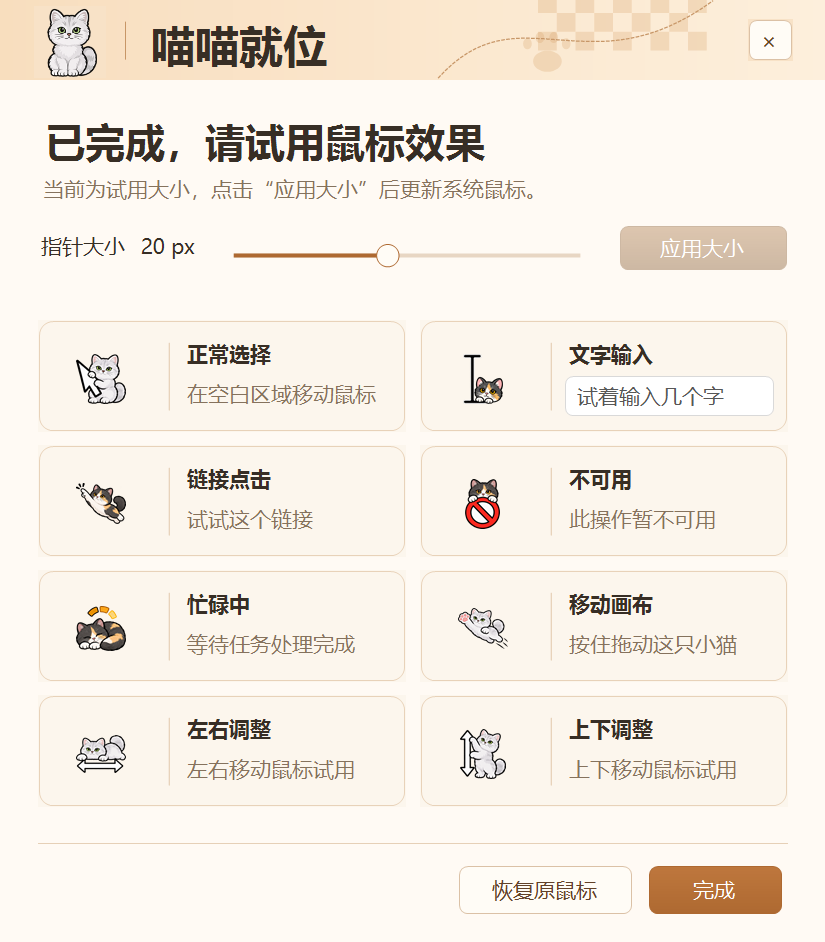 喵喵就位
×
已完成，请试用鼠标效果
当前为试用大小，点击“应用大小”后更新系统鼠标。
指针大小 20 px
应用大小
正常选择
在空白区域移动鼠标
文字输入
试着输入几个字
链接点击
试试这个链接
不可用
此操作暂不可用
忙碌中
等待任务处理完成
移动画布
按住拖动这只小猫
左右调整
左右移动鼠标试用
上下调整
上下移动鼠标试用
恢复原鼠标
完成